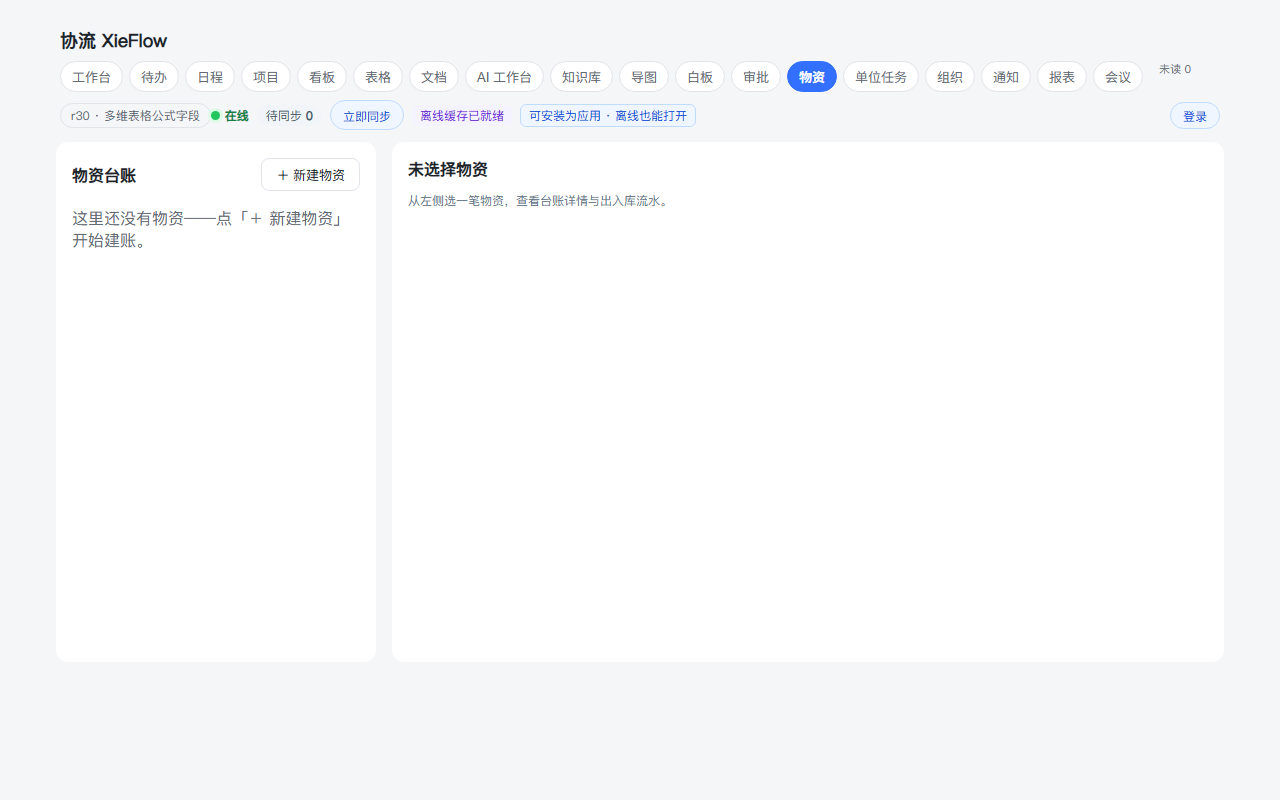 协流 XieFlow
工作台 待办 日程 项目 看板 表格 文档 AI 工作台 知识库 导图 白板 审批 物资 单位任务 组织 通知 报表 会议 未读 0
r30 · 多维表格公式字段 在线 待同步 0 立即同步 离线缓存已就绪 可安装为应用 · 离线也能打开 登录
物资台账 ＋ 新建物资
这里还没有物资——点「＋ 新建物资」
开始建账。
未选择物资
从左侧选一笔物资，查看台账详情与出入库流水。